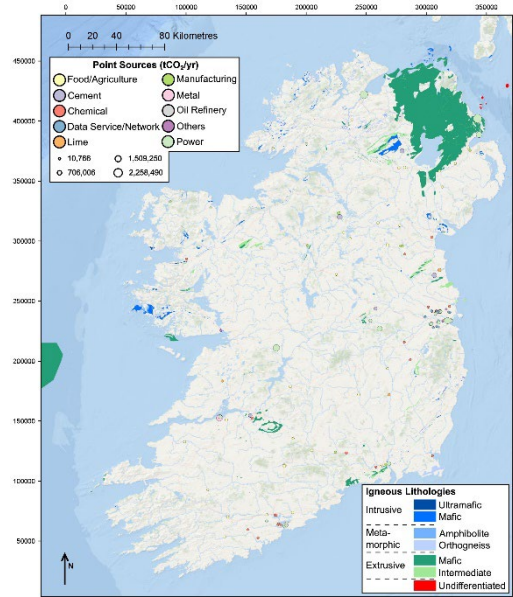 50000 100000 150000 200000 250000 300000 350000
0 20 40 80 Kilometres
Point Sources (tCO₂/yr)
Food/Agriculture Manufacturing
Cement Metal
Chemical Oil Refinery
Data Service/Network Others
Lime Power
10,766 1,509,250
706,006 2,258,490
450000
400000
350000
300000
250000
200000
150000
100000
50000
N
Igneous Lithologies
Intrusive Ultramafic
Mafic
Meta-
morphic
Amphibolite
Orthogneiss
Extrusive Mafic
Intermediate
Undifferentiated